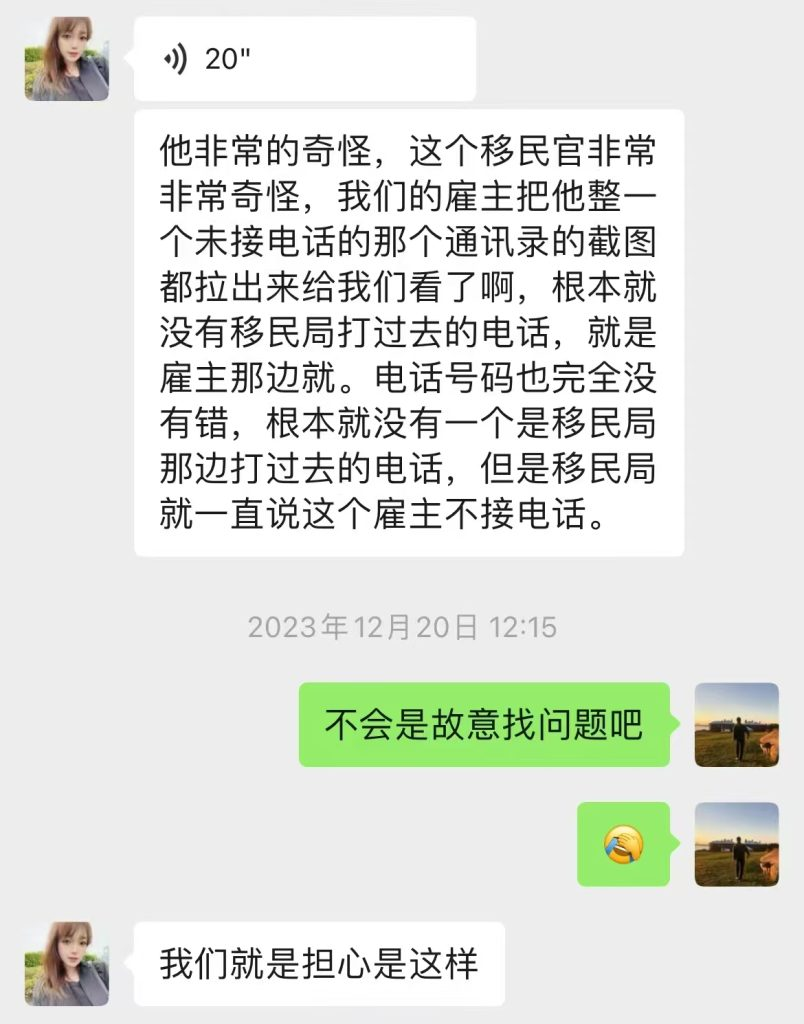 20"
他非常的奇怪，这个移民官非常
非常奇怪，我们的雇主把他整一
个未接电话的那个通讯录的截图
都拉出来给我们看了啊，根本就
没有移民局打过去的电话，就是
雇主那边就。电话号码也完全没
有错，根本就没有一个是移民局
那边打过去的电话，但是移民局
就一直说这个雇主不接电话。
2023年12月20日 12:15
不会是故意找问题吧
我们就是担心是这样